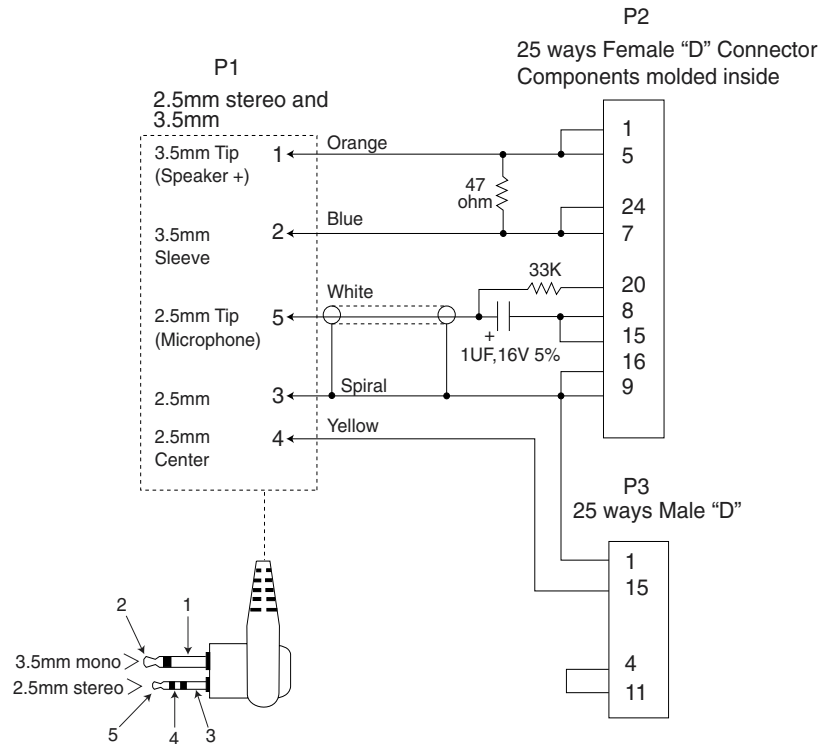 P2
25 ways Female “D” Connector
Components molded inside
P1
2.5mm stereo and
3.5mm
3.5mm Tip
(Speaker +)
1
Orange
47
ohm
1
5
3.5mm
Sleeve
2
Blue
24
7
2.5mm Tip
(Microphone)
5
White
33K
+
1UF,16V 5%
20
8
15
16
9
2.5mm
3
Spiral
2.5mm
Center
4
Yellow
P3
25 ways Male “D”
1
15
4
11
2
1
3.5mm mono
2.5mm stereo
5
4
3